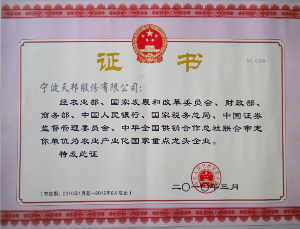 证书
宁波天邦股份有限公司：
经农业部、国家发展和改革委员会、财政部、
商务部、中国人民银行、国家税务总局、中国证券
监督管理委员会、中华全国供销合作总社联合审定
你单位为农业产业化国家重点龙头企业。
特发此证
二〇一〇年三月